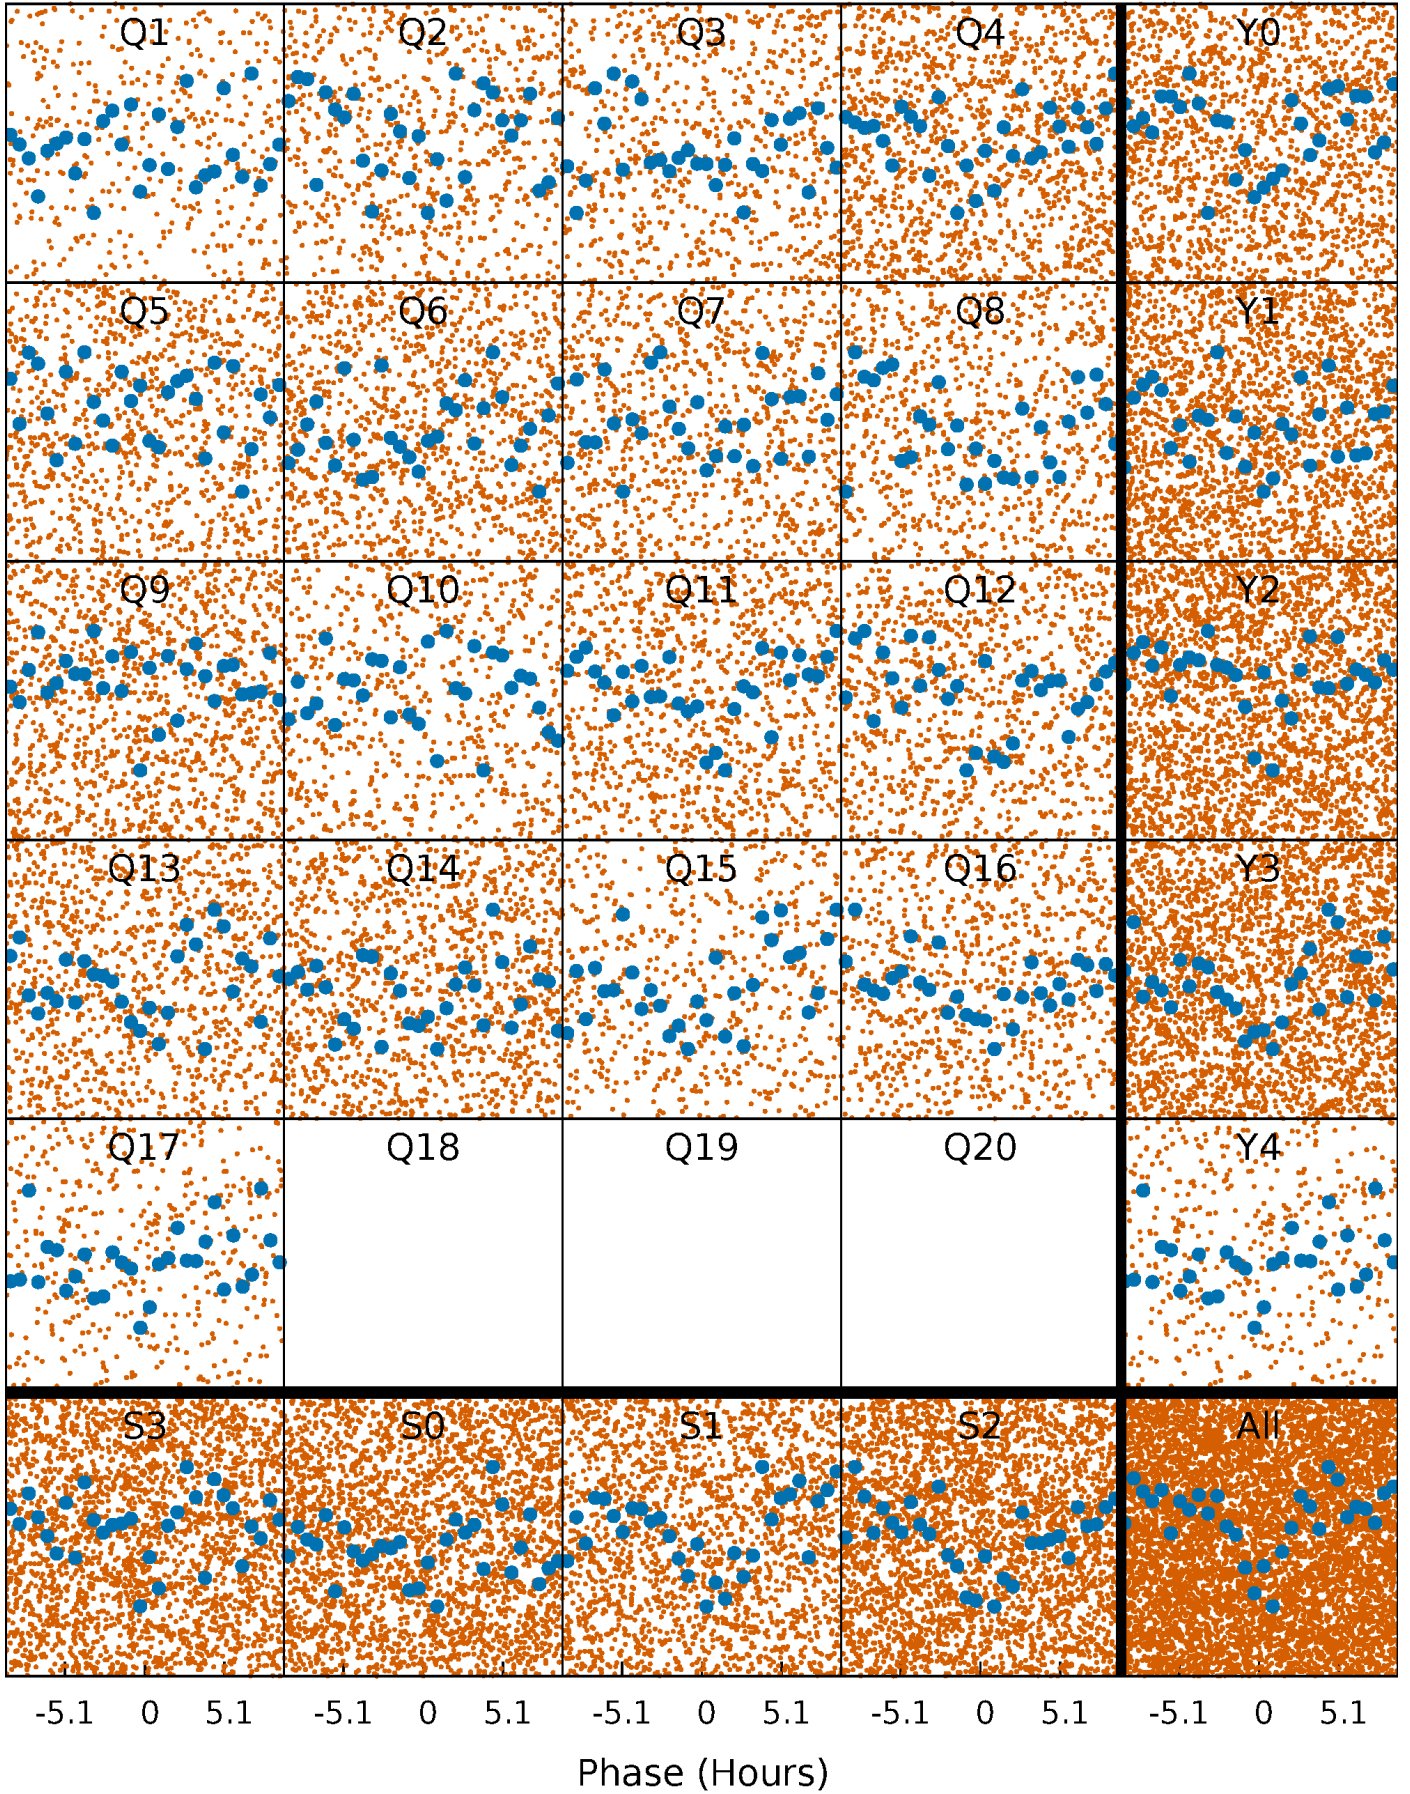 Q1 Q2 Q3 Q4 Y0
Q5 Q6 Q7 Q8 Y1
Q9 Q10 Q11 Q12 Y2
Q13 Q14 Q15 Q16 Y3
Q17 Q18 Q19 Q20 Y4
S3 S0 S1 S2 All
-5.1 0 5.1 -5.1 0 5.1 -5.1 0 5.1 -5.1 0 5.1 -5.1 0 5.1
Phase (Hours)